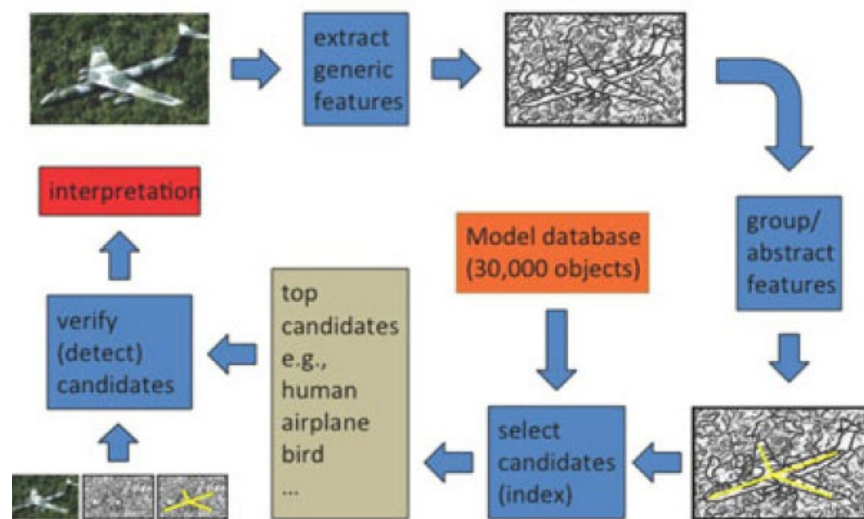 extract
generic
features
group/
abstract
features
Model database
(30,000 objects)
select
candidates
(index)
top
candidates
e.g.,
human
airplane
bird
...
verify
(detect)
candidates
interpretation